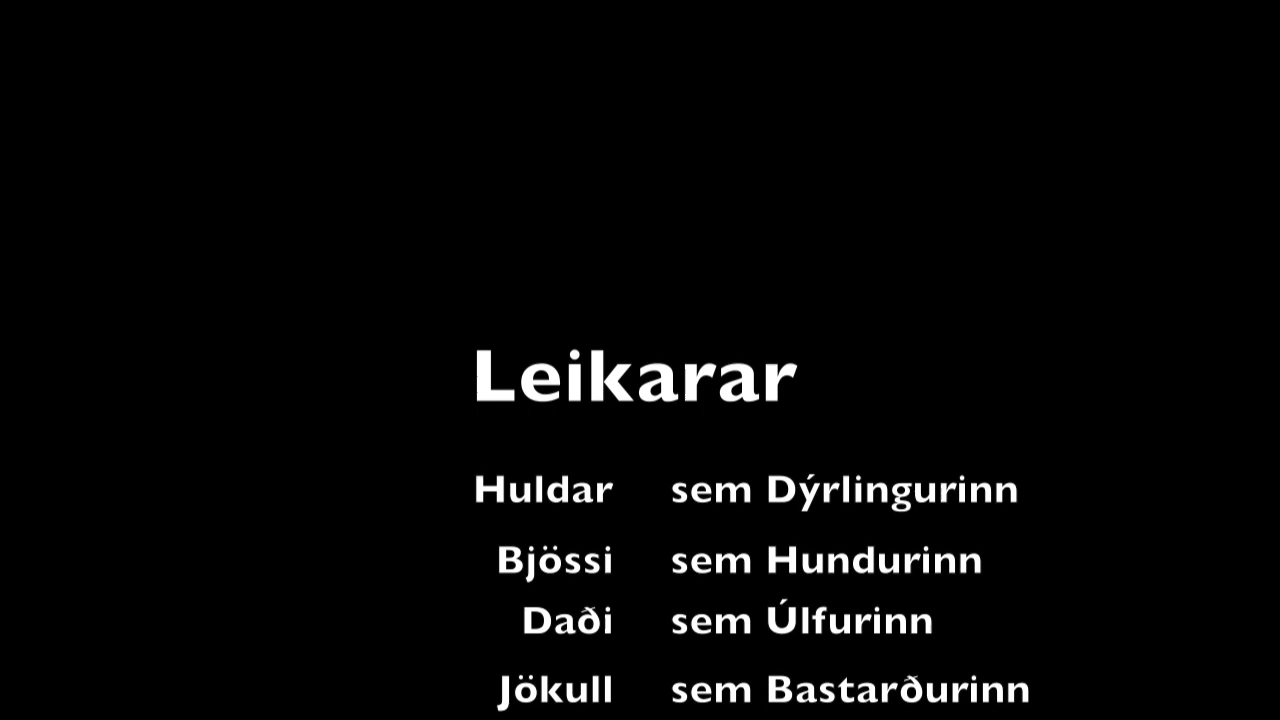 Leikarar
Huldar sem Dýrlingurinn
Bjössi sem Hundurinn
Daði sem Úlfurinn
Jökull sem Bastarðurinn